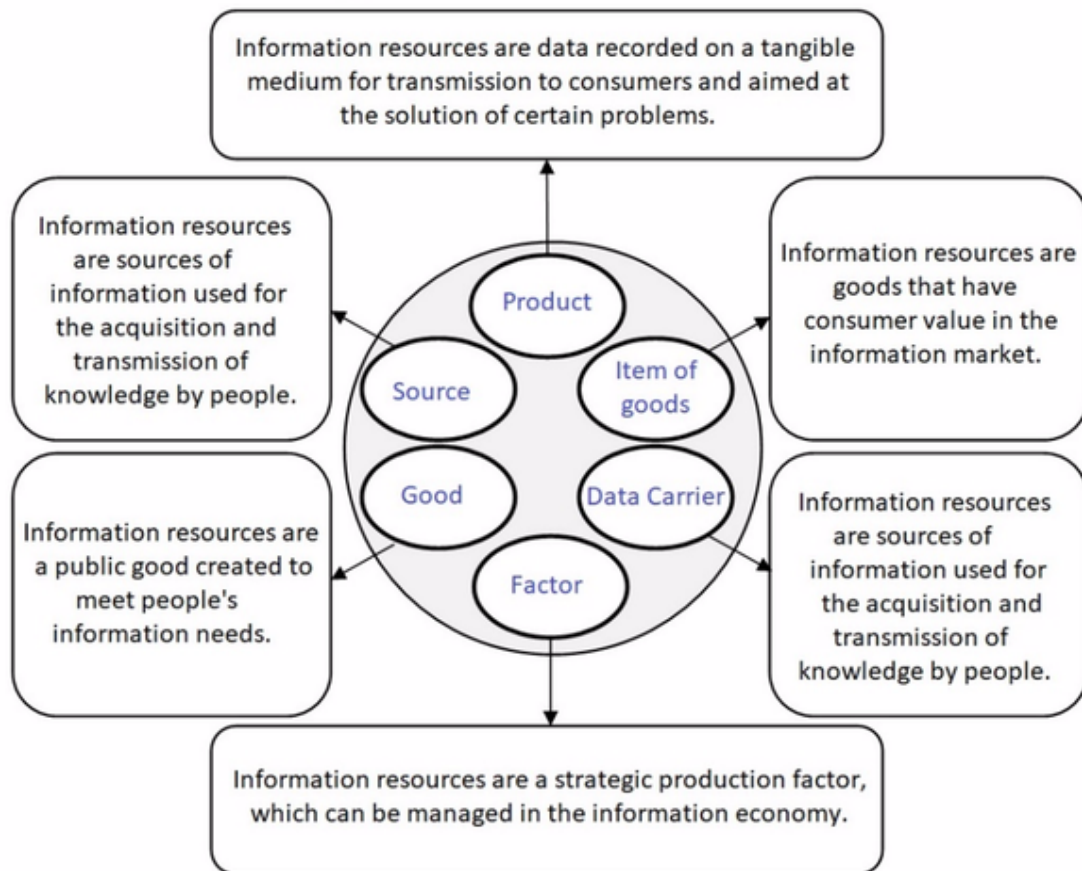 Information resources are data recorded on a tangible
medium for transmission to consumers and aimed at
the solution of certain problems.
Information resources
are sources of
information used for
the acquisition and
transmission of
knowledge by people.
Information resources are
goods that have
consumer value in the
information market.
Product
Source
Item of
goods
Good
Data Carrier
Factor
Information resources are
a public good created to
meet people's
information needs.
Information resources
are sources of
information used for
the acquisition and
transmission of
knowledge by people.
Information resources are a strategic production factor,
which can be managed in the information economy.